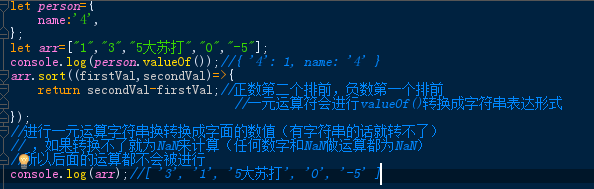 let person={
name:'4',
};
let arr=["1","3","5大苏打","0","-5"];
console.log(person.valueOf());//{ '4': 1, name: '4' }
arr.sort((firstVal,secondVal)=>{
return secondVal-firstVal;//正数第二个排前，负数第一个排前
//一元运算符会进行valueOf()转换成字符串表达形式
});
//进行一元运算字符串换转换成字面的数值（有字符串的话就转不了）
// ，如果转换不了就为NaN来计算（任何数字和NaN做运算都为NaN）
所以后面的运算都不会被进行
console.log(arr);//[ '3', '1', '5大苏打', '0', '-5' ]